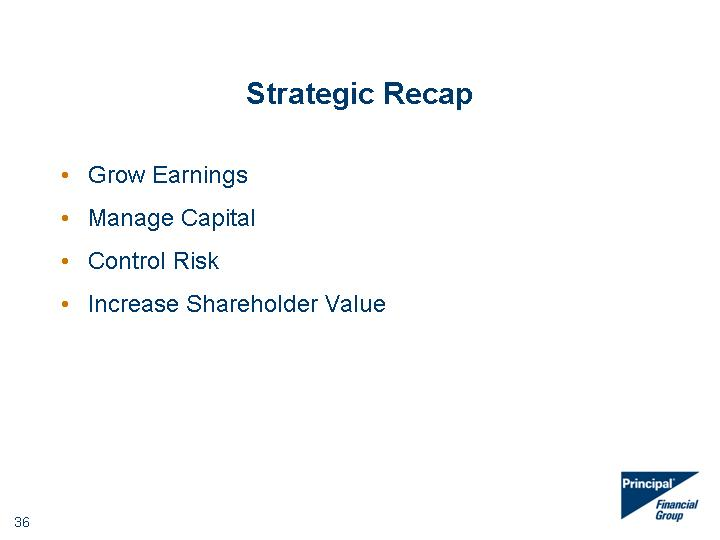 Strategic Recap
• Grow Earnings
• Manage Capital
• Control Risk
• Increase Shareholder Value
Principal
Financial
Group
36